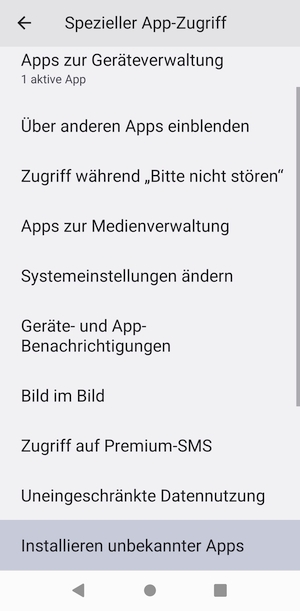 Spezieller App-Zugriff
Apps zur Geräteverwaltung
1 aktive App
Über anderen Apps einblenden
Zugriff während „Bitte nicht stören“
Apps zur Medienverwaltung
Systemeinstellungen ändern
Geräte- und App-
Benachrichtigungen
Bild im Bild
Zugriff auf Premium-SMS
Uneingeschränkte Datennutzung
Installieren unbekannter Apps